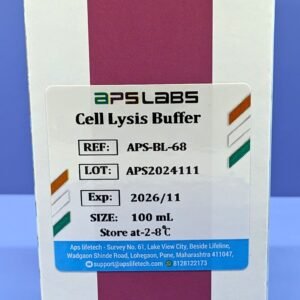 apsLABS
Cell Lysis Buffer
REF: APS-BL-68
LOT: APS2024111
Exp: 2026/11
SIZE: 100 mL
Store at-2-8℃
Aps lifetech - Survey No. 61, Lake View City, Beside Lifeline,
Wadgaon Shinde Road, Lohegaon, Pune, Maharashtra 411047,
support@apslifetech.com 8128122173